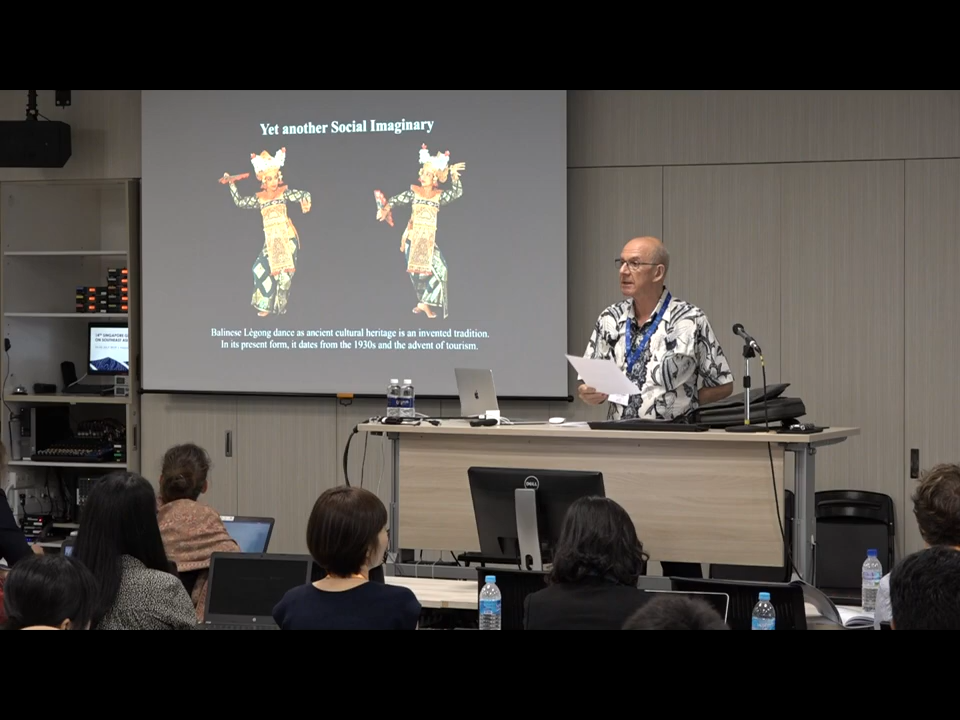 Yet another Social Imaginary
Balinese Légong dance as ancient cultural heritage is an invented tradition.
In its present form, it dates from the 1930s and the advent of tourism.
DELL